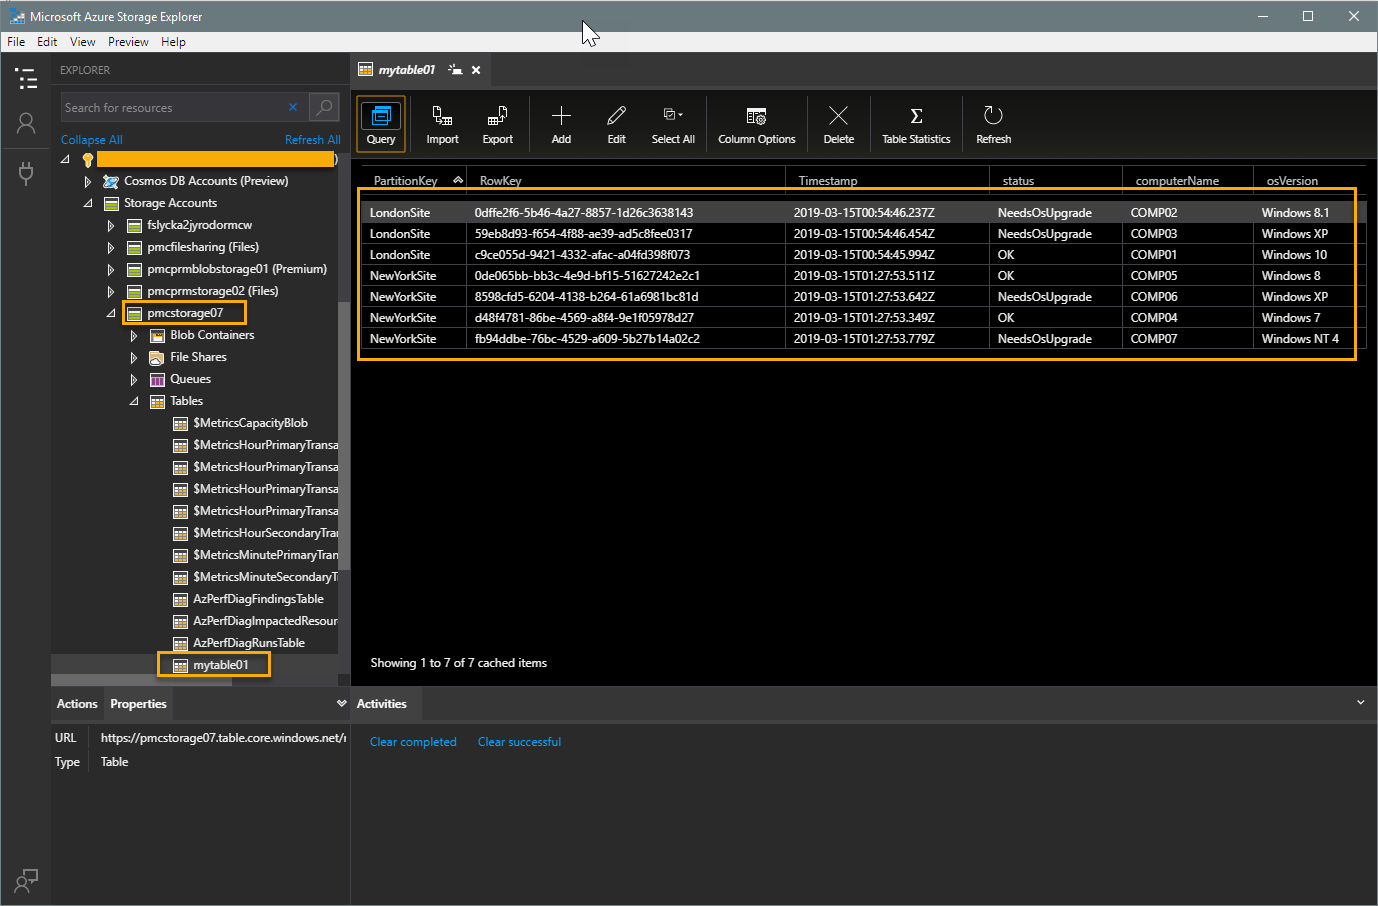 Microsoft Azure Storage Explorer
File Edit View Preview Help
EXPLORER
Search for resources
Collapse All Refresh All
)
Cosmos DB Accounts (Preview)
Storage Accounts
fslycka2jyrodormcw
pmcfilesharing (Files)
pmcprmblobstorage01 (Premium)
pmcprmstorage02 (Files)
pmcstorage07
Blob Containers
File Shares
Queues
Tables
$MetricsCapacityBlob
$MetricsHourPrimaryTransa
$MetricsHourPrimaryTransa
$MetricsHourPrimaryTransa
$MetricsHourPrimaryTransa
$MetricsHourSecondaryTra
$MetricsMinutePrimaryTran
$MetricsMinuteSecondaryT
AzPerfDiagFindingsTable
AzPerfDiagImpactedResour
AzPerfDiagRunsTable
mytable01
Actions Properties
URL https://pmcstorage07.table.core.windows.net/
Type Table
mytable01
Query Import Export Add Edit Select All Column Options Delete Table Statistics Refresh
PartitionKey RowKey Timestamp status computerName osVersion
LondonSite 0dffe2f6-5b46-4a27-8857-1d26c3638143 2019-03-15T00:54:46.237Z NeedsOsUpgrade COMP02 Windows 8.1
LondonSite 59eb8d93-f654-4f88-ae39-ad5c8fee0317 2019-03-15T00:54:46.454Z NeedsOsUpgrade COMP03 Windows XP
LondonSite c9ce055d-9421-4332-afac-a04fd398f073 2019-03-15T00:54:45.994Z OK COMP01 Windows 10
NewYorkSite 0de065bb-bb3c-4e9d-bf15-51627242e2c1 2019-03-15T01:27:53.511Z OK COMP05 Windows 8
NewYorkSite 8598cfd5-6204-4138-b264-61a6981bc81d 2019-03-15T01:27:53.642Z NeedsOsUpgrade COMP06 Windows XP
NewYorkSite d48f4781-86be-4569-a8f4-9e1f05978d27 2019-03-15T01:27:53.349Z OK COMP04 Windows 7
NewYorkSite fb94ddbe-76bc-4529-a609-5b27b14a02c2 2019-03-15T01:27:53.779Z NeedsOsUpgrade COMP07 Windows NT 4
Showing 1 to 7 of 7 cached items
Activities
Clear completed Clear successful